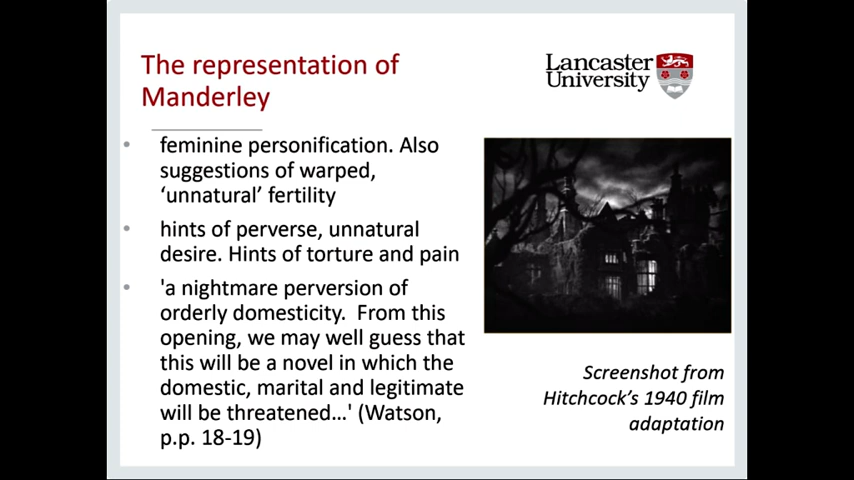 The representation of
Manderley
Lancaster
University
feminine personification. Also
suggestions of warped,
‘unnatural’ fertility
hints of perverse, unnatural
desire. Hints of torture and pain
'a nightmare perversion of
orderly domesticity.  From this
opening, we may well guess that
this will be a novel in which the
domestic, marital and legitimate
will be threatened…' (Watson,
p.p. 18-19)
Screenshot from
Hitchcock’s 1940 film
adaptation